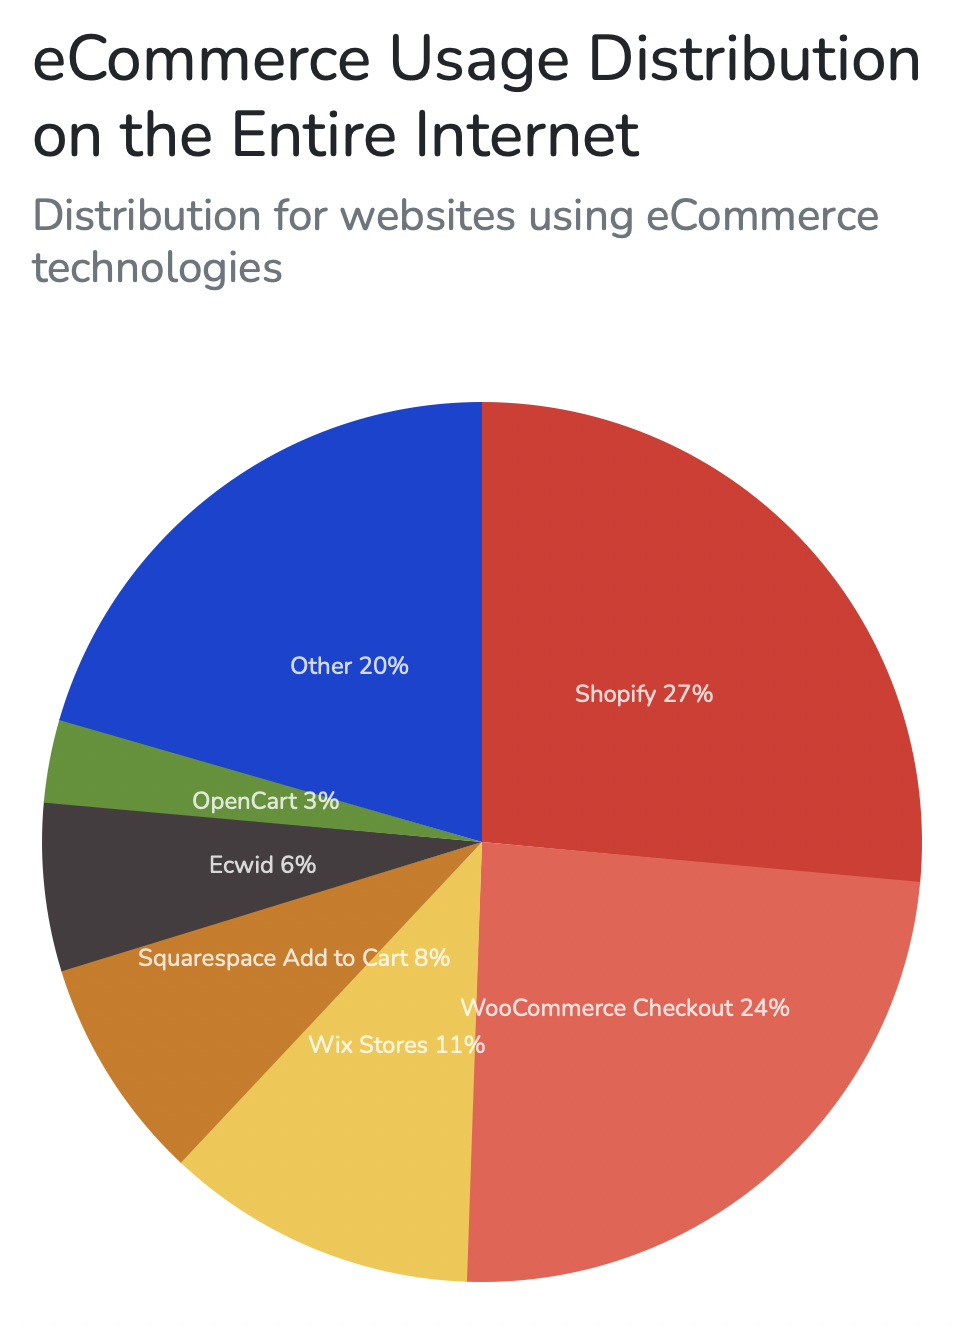 eCommerce Usage Distribution
on the Entire Internet
Distribution for websites using eCommerce
technologies
Other 20%
Shopify 27%
OpenCart 3%
Ecwid 6%
Squarespace Add to Cart 8%
WooCommerce Checkout 24%
Wix Stores 11%